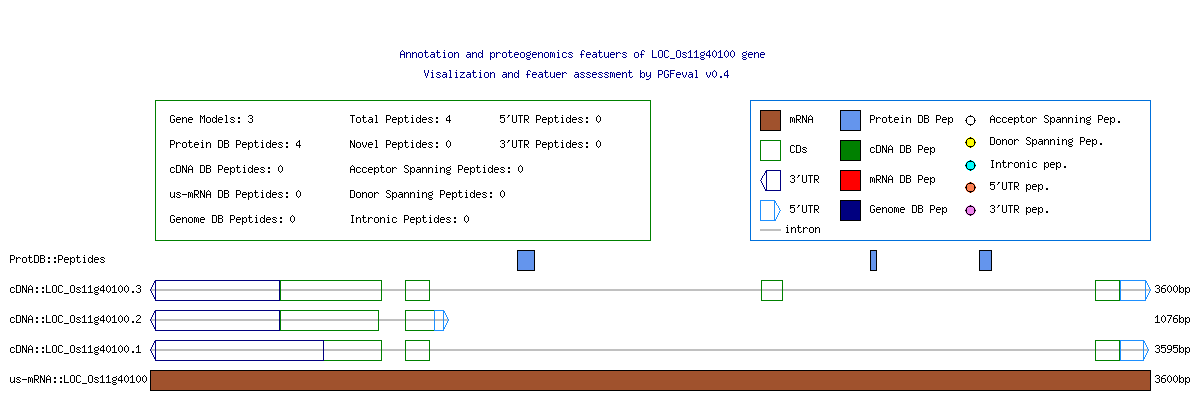 Annotation and proteogenomics featuers of LOC_Os11g40100 gene
Visalization and featuer assessment by PGFeval v0.4
Gene Models: 3 Total Peptides: 4 5'UTR Peptides: 0
Protein DB Peptides: 4 Novel Peptides: 0 3'UTR Peptides: 0
cDNA DB Peptides: 0 Acceptor Spanning Peptides: 0
us-mRNA DB Peptides: 0 Donor Spanning Peptides: 0
Genome DB Peptides: 0 Intronic Peptides: 0
mRNA Protein DB Pep Acceptor Spanning Pep.
CDs cDNA DB Pep Donor Spanning Pep.
3'UTR mRNA DB Pep Intronic pep.
5'UTR Genome DB Pep 5'UTR pep.
intron 3'UTR pep.
ProtDB::Peptides
cDNA::LOC_Os11g40100.3 3600bp
cDNA::LOC_Os11g40100.2 1076bp
cDNA::LOC_Os11g40100.1 3595bp
us-mRNA::LOC_Os11g40100 3600bp